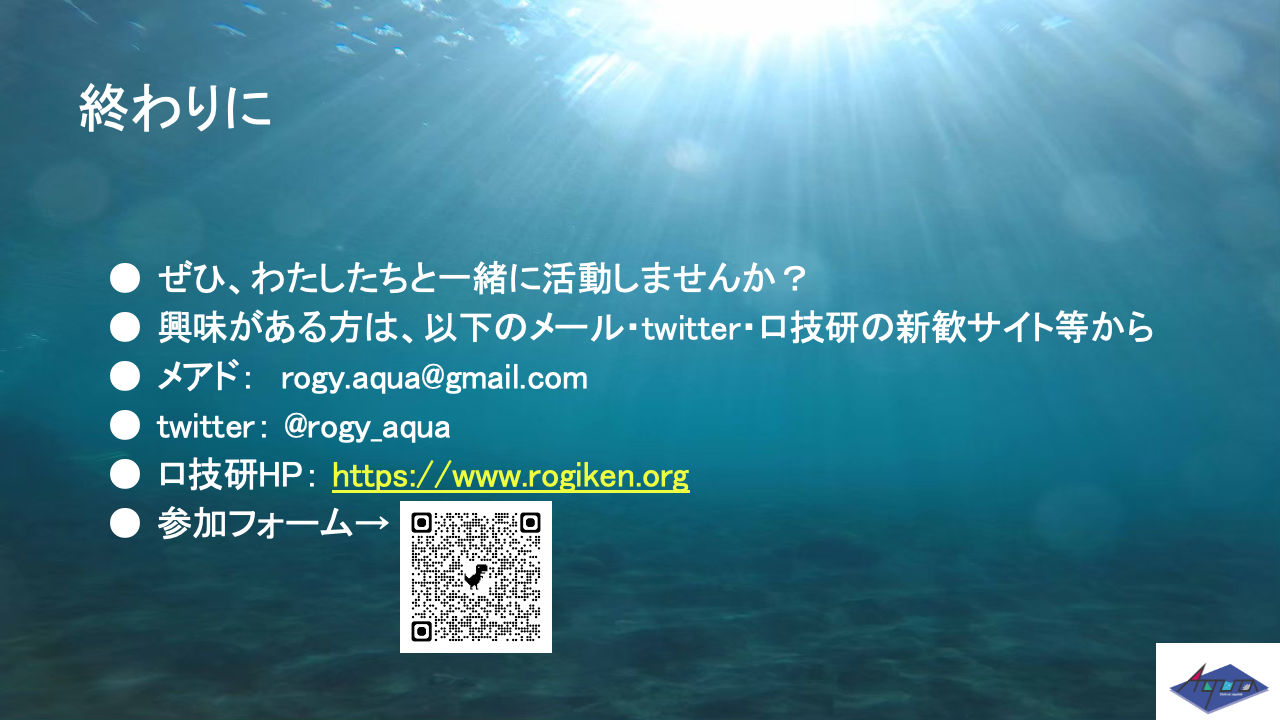 終わりに
● ぜひ、わたしたちと一緒に活動しませんか？
● 興味がある方は、以下のメール・twitter・ロ技研の新歓サイト等から
● メアド： rogy.aqua@gmail.com
● twitter： @rogy_aqua
● ロ技研HP： https://www.rogiken.org
● 参加フォーム→
Aqua